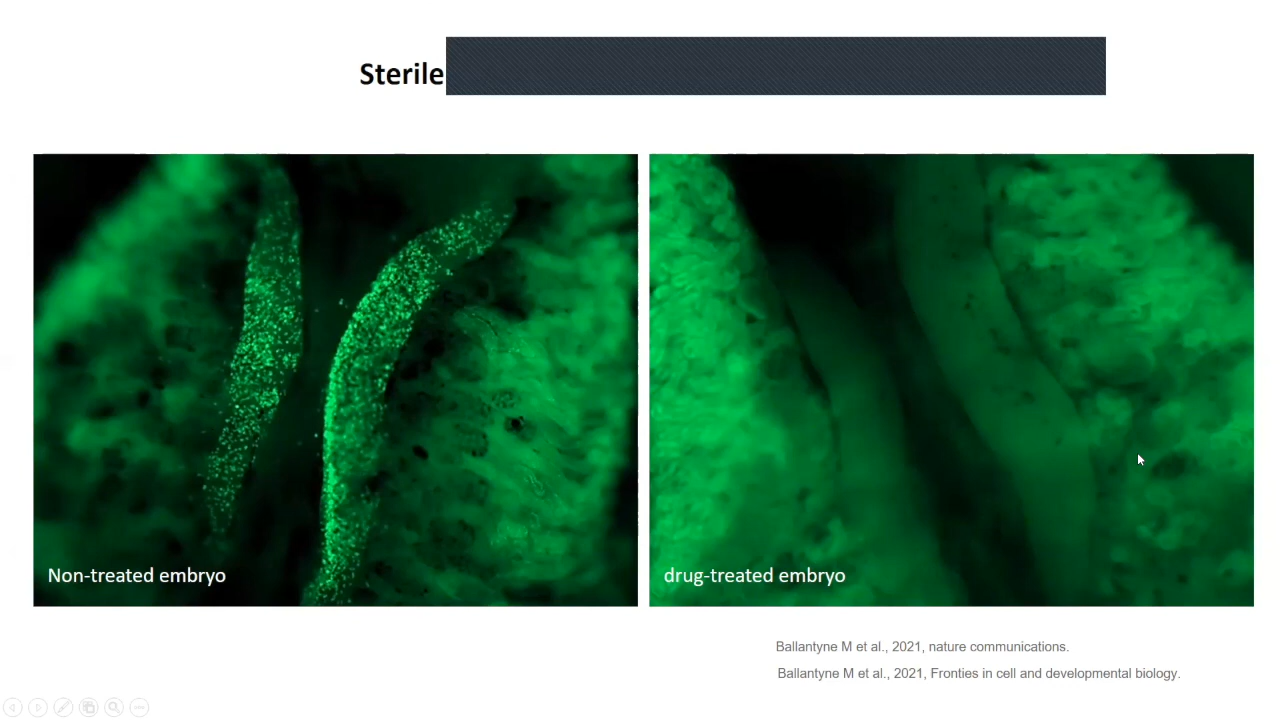 Sterile
Non-treated embryo
drug-treated embryo
Ballantyne M et al., 2021, nature communications.
Ballantyne M et al., 2021, Fronties in cell and developmental biology.